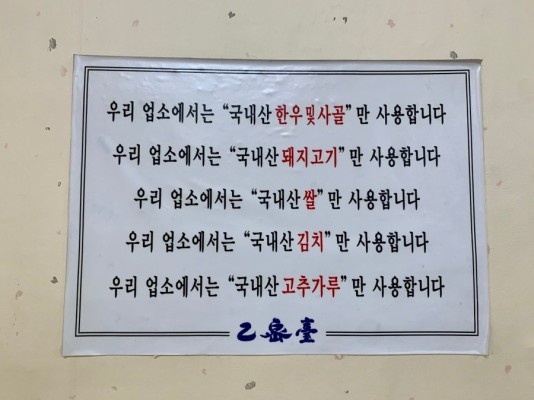 우리 업소에서는 “국내산 한우 및 사골” 만 사용합니다
우리 업소에서는 “국내산 돼지고기” 만 사용합니다
우리 업소에서는 “국내산 쌀” 만 사용합니다
우리 업소에서는 “국내산 김치” 만 사용합니다
우리 업소에서는 “국내산 고추가루” 만 사용합니다
乙泉臺